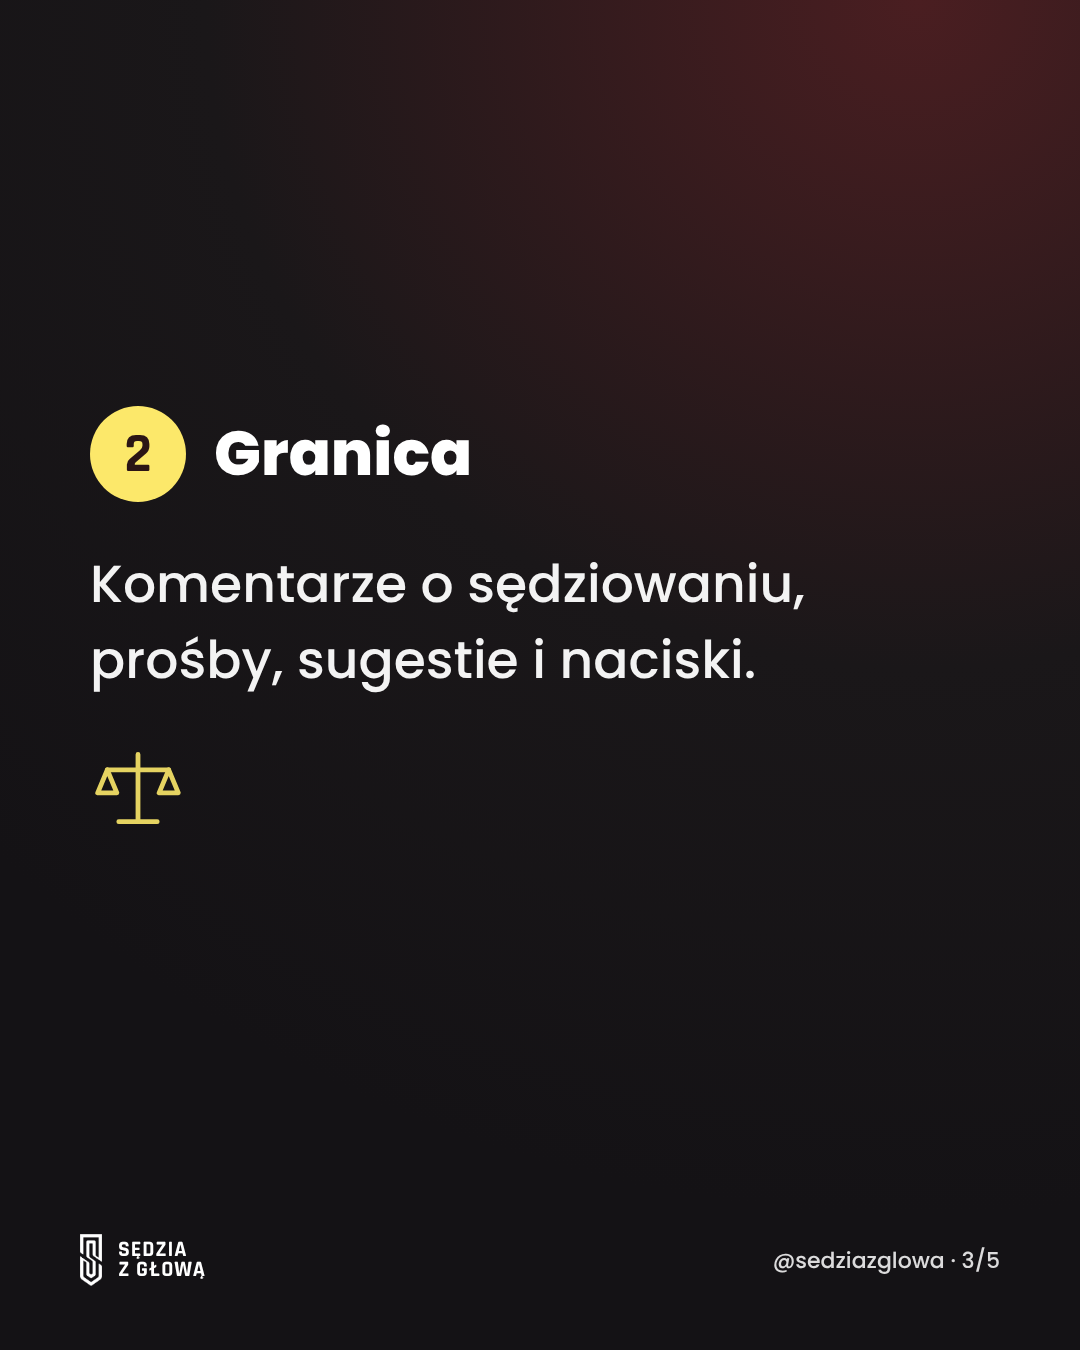 2 Granica
Komentarze o sędziowaniu,
prośby, sugestie i naciski.
SĘDZIA
Z GŁOWĄ
@sedziazglowa · 3/5